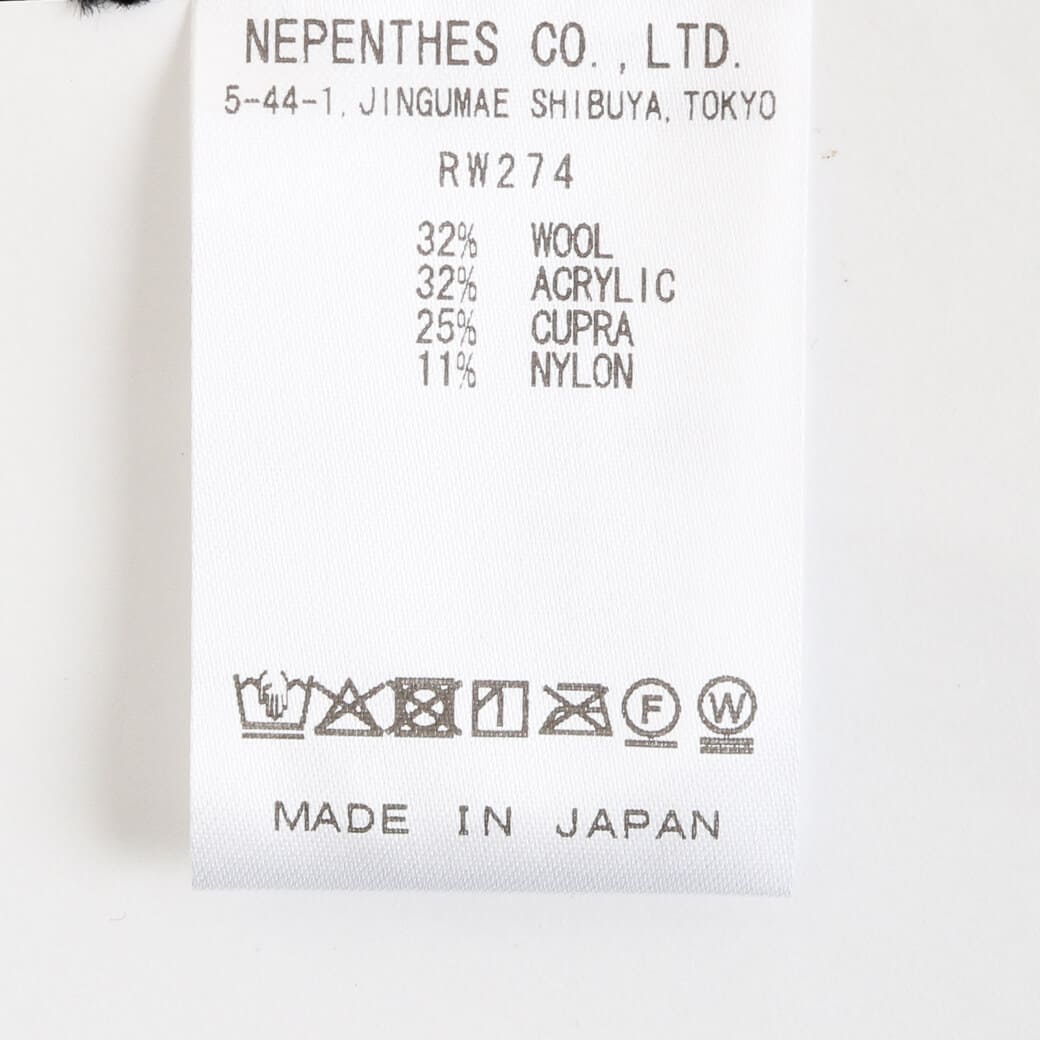 NEPENTHES CO.,LTD.
5-44-1, JINGUMAE SHIBUYA, TOKYO
RW274
32% WOOL
32% ACRYLIC
25% CUPRA
11% NYLON
F W
MADE IN JAPAN